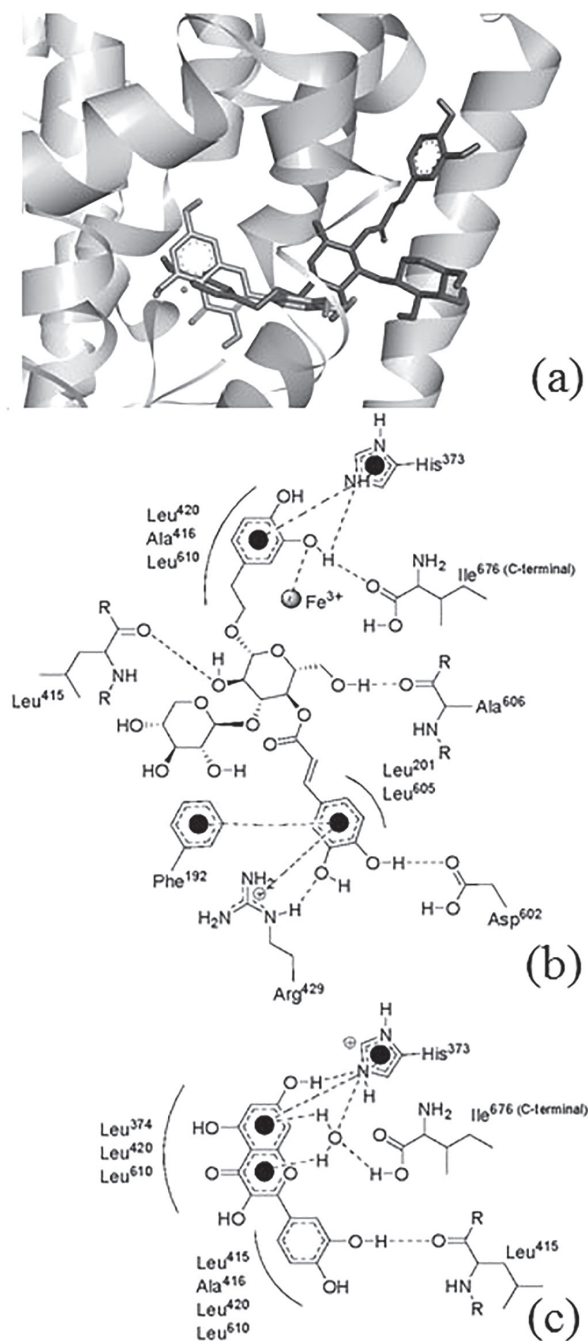 (a)
H
N
His373
NH
OH
Leu420
Ala416
Leu610
O
H
NH2
Ile676 (C-terminal)
Fe3+
O
H-O
R
O
O
H
O
NH
R
Leu415
O
O-H
O
R
Ala606
HN
R
HO
O
O
O
HO
HO
O-H
O
Leu201
Leu605
Phe192
O-H
O
O
H
H-O
Asp602
NH2
H2N
N-H
Arg429
(b)
H
N
His373
N
H
O-H
HO
H
O
H
NH2
Ile676 (C-terminal)
O
H
O
Leu374
Leu420
Leu610
O
O
HO
Leu415
Ala416
Leu420
Leu610
O-H
OH
O
R
Leu415
HN
R
(c)